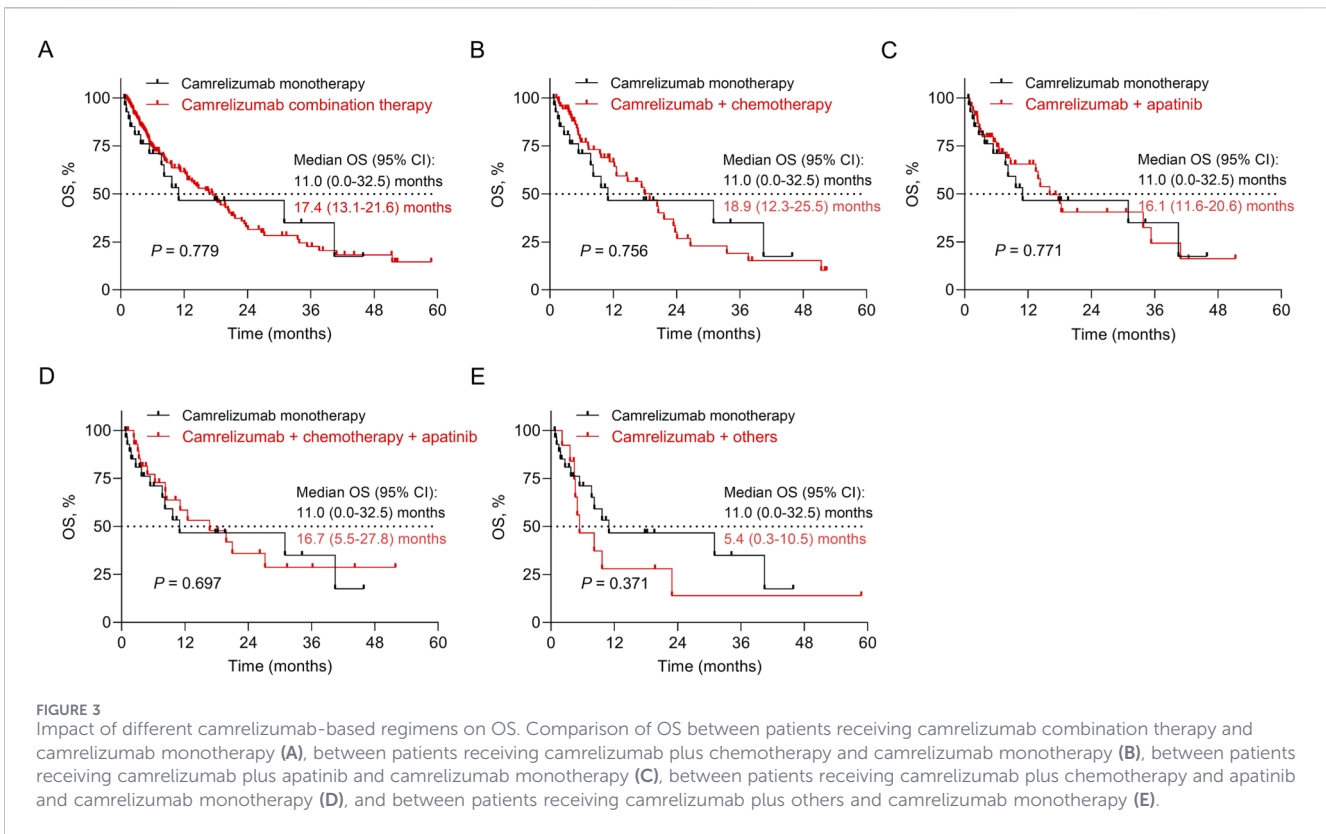 A
Camrelizumab monotherapy
Camrelizumab combination therapy
100
75
50
25
0
OS, %
Median OS (95% CI):
11.0 (0.0-32.5) months
17.4 (13.1-21.6) months
P = 0.779
0 12 24 36 48 60
Time (months)
B
Camrelizumab monotherapy
Camrelizumab + chemotherapy
100
75
50
25
0
OS, %
Median OS (95% CI):
11.0 (0.0-32.5) months
18.9 (12.3-25.5) months
P = 0.756
0 12 24 36 48 60
Time (months)
C
Camrelizumab monotherapy
Camrelizumab + apatinib
100
75
50
25
0
OS, %
Median OS (95% CI):
11.0 (0.0-32.5) months
16.1 (11.6-20.6) months
P = 0.771
0 12 24 36 48 60
Time (months)
D
Camrelizumab monotherapy
Camrelizumab + chemotherapy + apatinib
100
75
50
25
0
OS, %
Median OS (95% CI):
11.0 (0.0-32.5) months
16.7 (5.5-27.8) months
P = 0.697
0 12 24 36 48 60
Time (months)
E
Camrelizumab monotherapy
Camrelizumab + others
100
75
50
25
0
OS, %
Median OS (95% CI):
11.0 (0.0-32.5) months
5.4 (0.3-10.5) months
P = 0.371
0 12 24 36 48 60
Time (months)
FIGURE 3
Impact of different camrelizumab-based regimens on OS. Comparison of OS between patients receiving camrelizumab combination therapy and
camrelizumab monotherapy (A), between patients receiving camrelizumab plus chemotherapy and camrelizumab monotherapy (B), between patients
receiving camrelizumab plus apatinib and camrelizumab monotherapy (C), between patients receiving camrelizumab plus chemotherapy and apatinib
and camrelizumab monotherapy (D), and between patients receiving camrelizumab plus others and camrelizumab monotherapy (E).